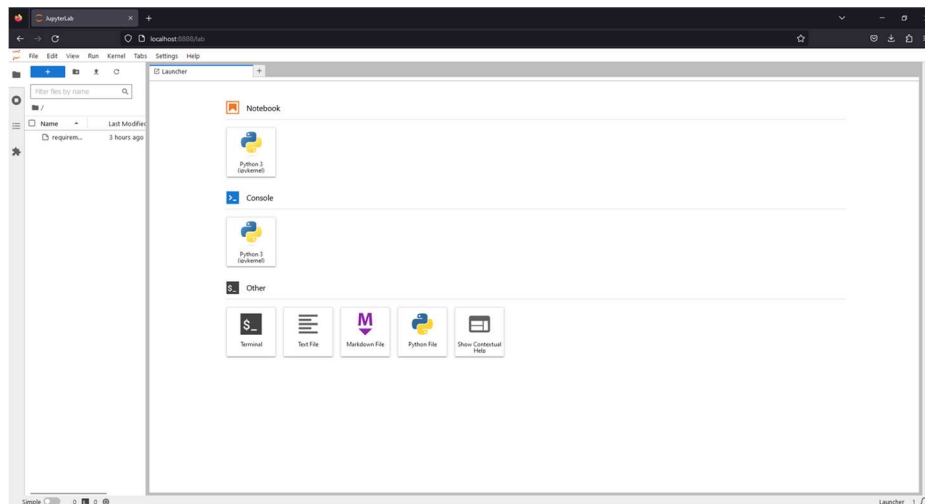 JupyterLab
localhost:8888/lab
File Edit View Run Kernel Tabs Settings Help
Launcher
Filter files by name
/
Name Last Modified
requirem... 3 hours ago
Notebook
Python 3
(ipykernel)
Console
Python 3
(ipykernel)
Other
$_ 
Terminal Text File Markdown File Python File Show Contextual
Help
Simple 0 0
Launcher 1